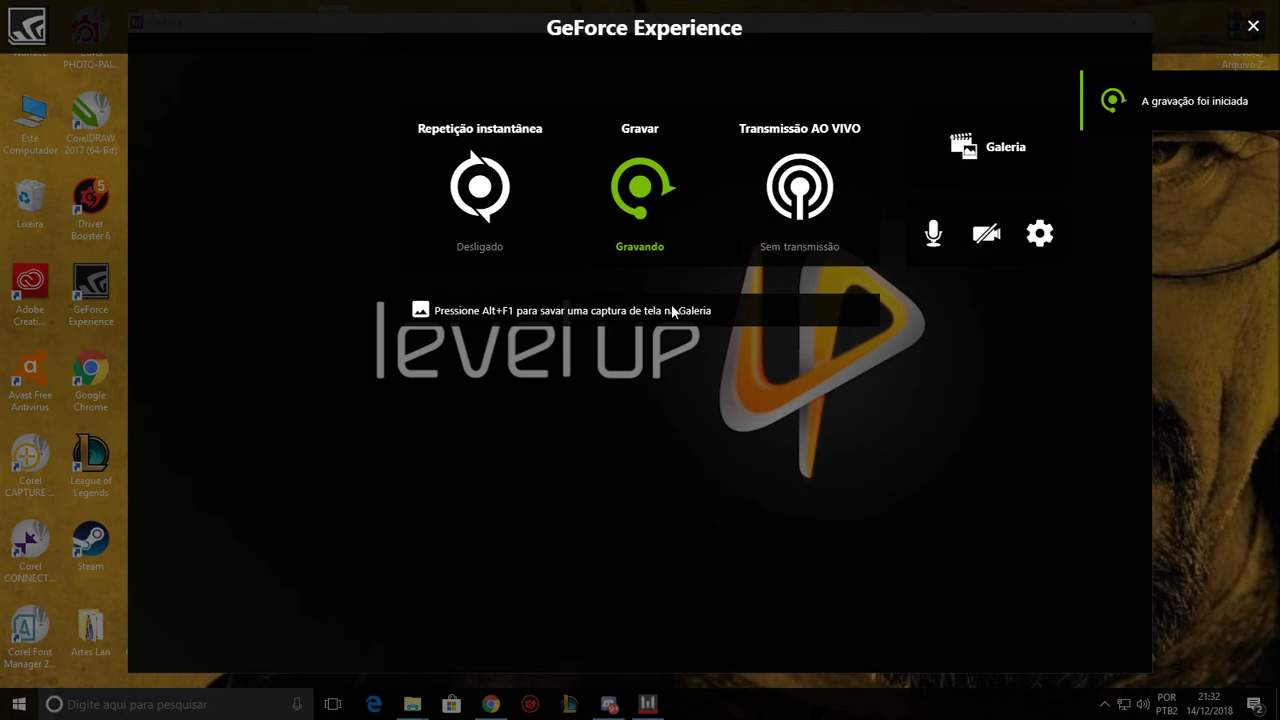 GeForce Experience
PHOTO-PAI...
Arquivo Z...
A gravação foi iniciada
Repetição instantânea
Gravar
Transmissão AO VIVO
Galeria
Desligado
Gravando
Sem transmissão
Pressione Alt+F1 para savar uma captura de tela na Galeria
level up
Este
Computador
CorelDRAW
2017 (64-Bit)
Lixeira
Driver
Booster 6
Adobe
Creati...
GeForce
Experience
Avast Free
Antivirus
Google
Chrome
Corel
CAPTURE ...
League of
Legends
Corel
CONNECT...
Steam
Corel Font
Manager 2...
Artes Lan
Digite aqui para pesquisar
POR
PTB2
21:32
14/12/2018
2